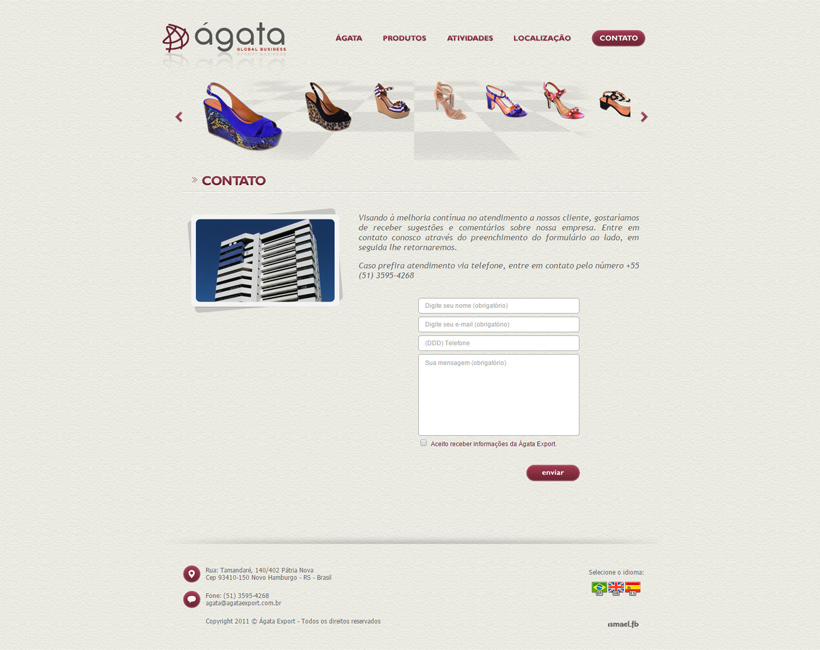 ágata
GLOBAL BUSINESS
ÁGATA PRODUTOS ATIVIDADES LOCALIZAÇÃO CONTATO
» CONTATO
Visando à melhoria contínua no atendimento a nossos cliente, gostaríamos
de receber sugestões e comentários sobre nossa empresa. Entre em
contato conosco através do preenchimento do formulário ao lado, em
seguida lhe retornaremos.
Caso prefira atendimento via telefone, entre em contato pelo número +55
(51) 3595-4268
Digite seu nome (obrigatório)
Digite seu e-mail (obrigatório)
(DDD) Telefone
Sua mensagem (obrigatório)
Aceito receber informações da Ágata Export.
enviar
Rua: Tamandaré, 140/402 Pátria Nova
Cep 93410-150 Novo Hamburgo - RS - Brasil
Selecione o idioma:
Fone: (51) 3595-4268
agata@agataexport.com.br
Copyright 2011 © Ágata Export - Todos os direitos reservados
ismael.fb